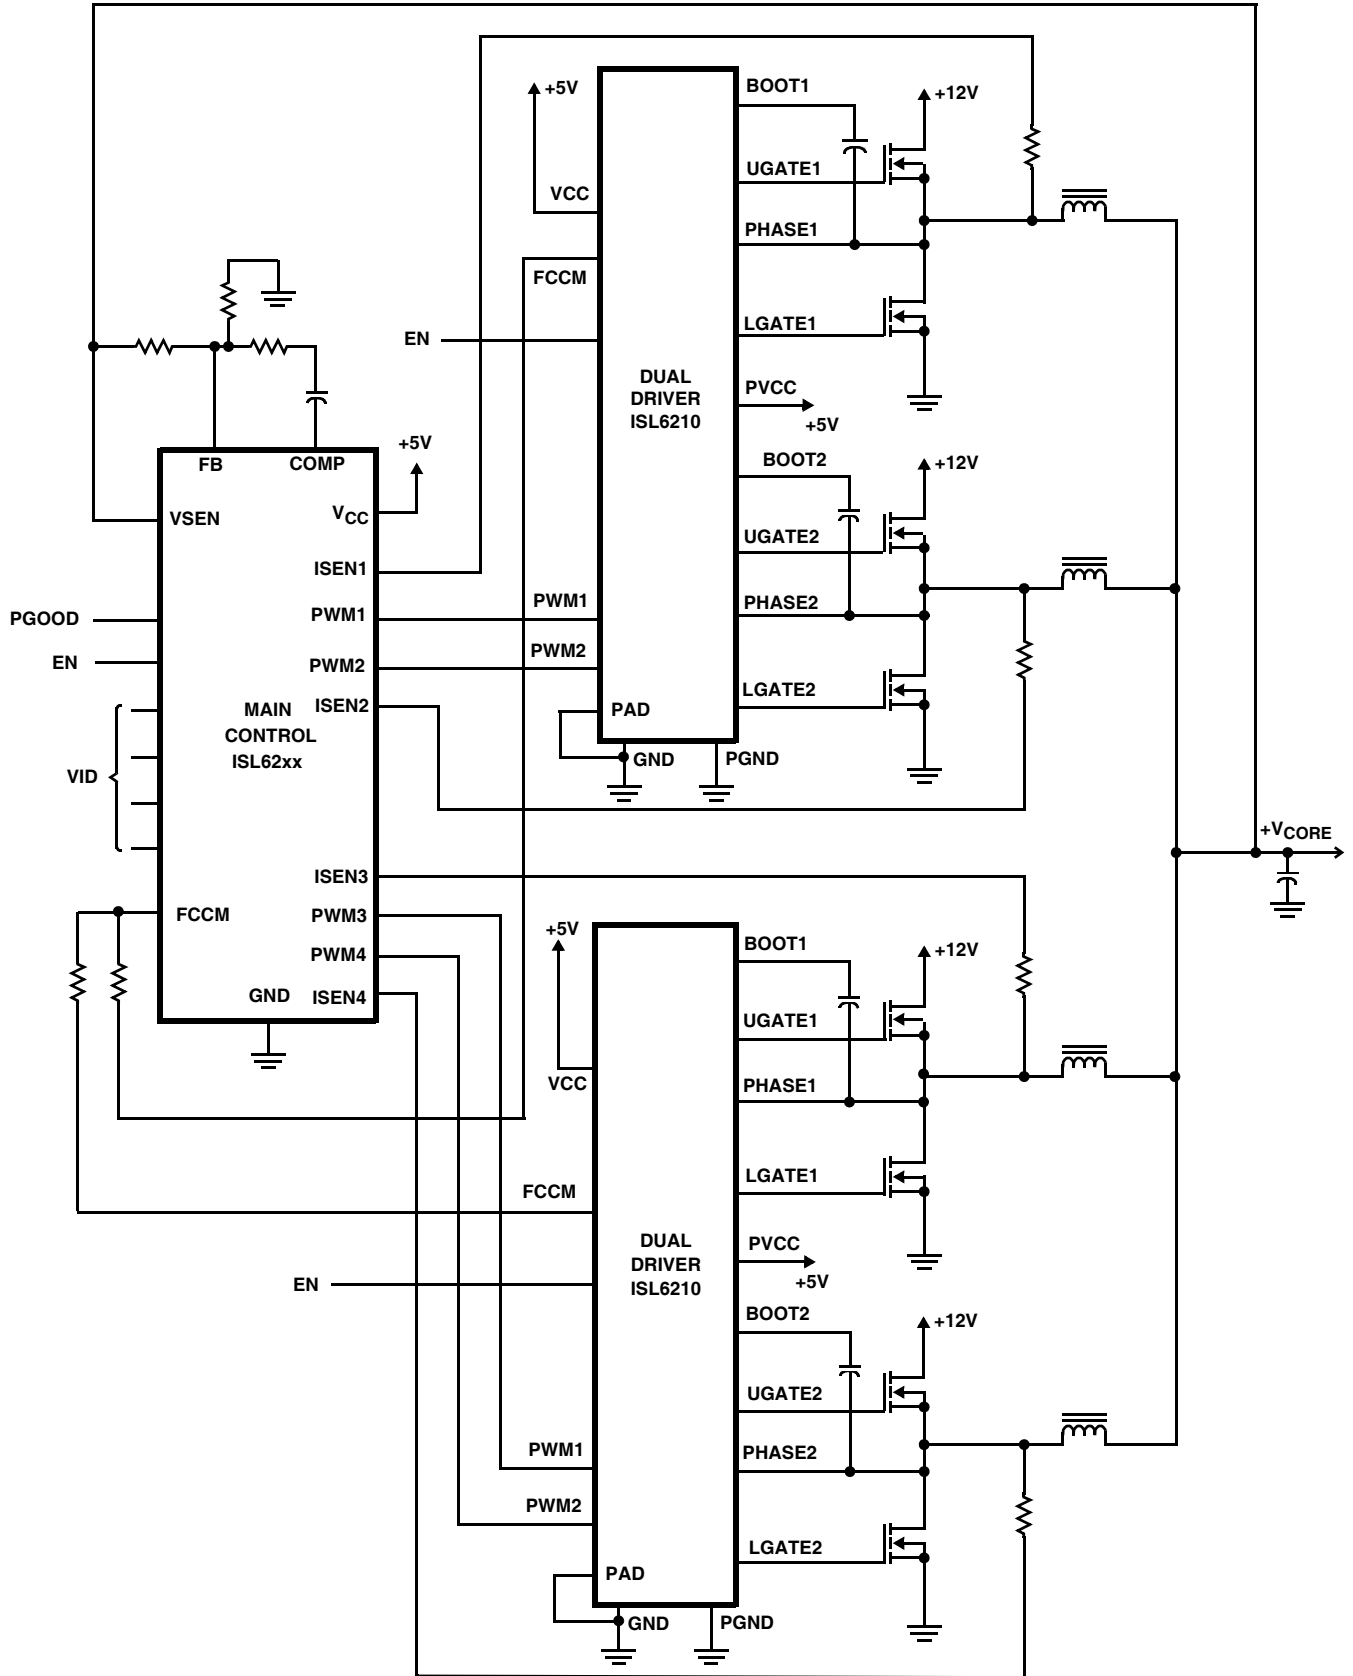 +5V
BOOT1
+12V
UGATE1
VCC
PHASE1
FCCM
LGATE1
EN
DUAL
DRIVER
ISL6210
PVCC
+5V
+5V
FB
COMP
BOOT2
+12V
VSEN
VCC
UGATE2
ISEN1
PWM1
PHASE2
PGOOD
PWM1
EN
PWM2
PWM2
LGATE2
MAIN
CONTROL
ISL62xx
ISEN2
PAD
VID
GND
PGND
+VCORE
ISEN3
FCCM
PWM3
+5V
BOOT1
+12V
PWM4
GND
ISEN4
UGATE1
VCC
PHASE1
LGATE1
FCCM
DUAL
DRIVER
ISL6210
PVCC
+5V
EN
BOOT2
+12V
UGATE2
PWM1
PHASE2
PWM2
LGATE2
PAD
GND
PGND